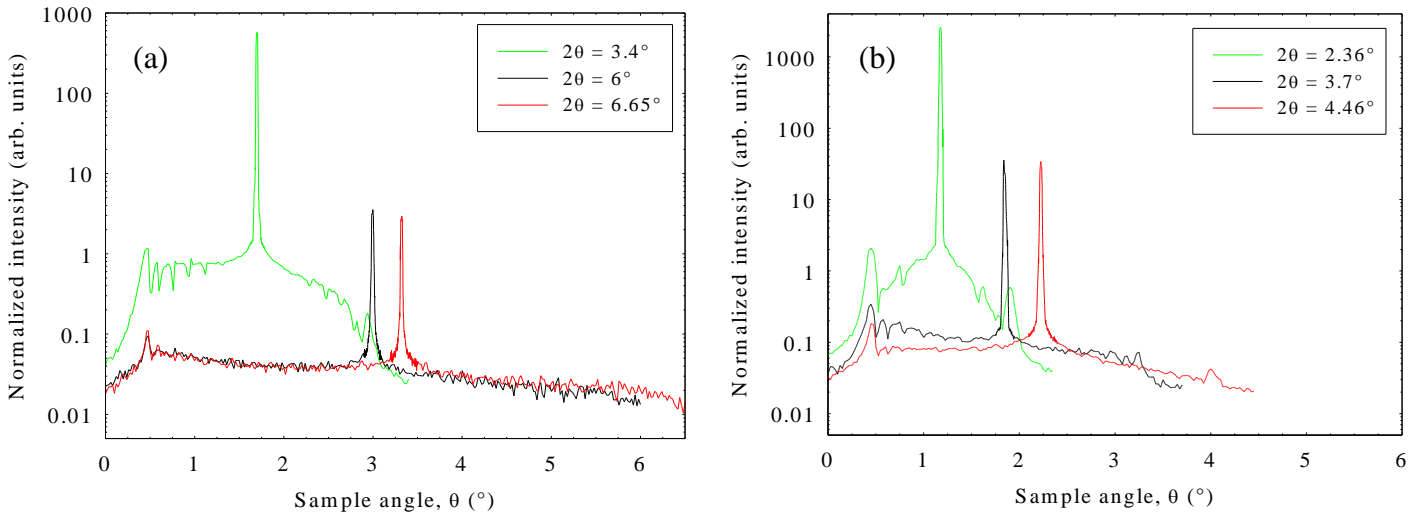 (a)
2θ = 3.4°
2θ = 6°
2θ = 6.65°
Normalized intensity (arb. units)
1000
100
10
1
0.1
0.01
0 1 2 3 4 5 6
Sample angle, θ (°)
(b)
2θ = 2.36°
2θ = 3.7°
2θ = 4.46°
Normalized intensity (arb. units)
1000
100
10
1
0.1
0.01
0 1 2 3 4 5 6
Sample angle, θ (°)